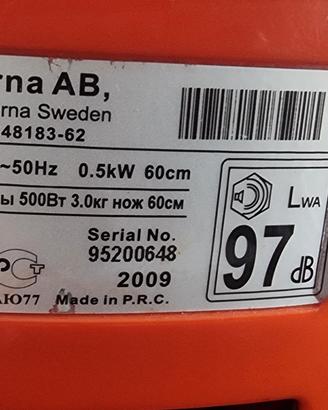 rna AB,
rna Sweden
48183-62
~50Hz 0.5kW 60cm
ы 500Вт 3.0кг нож 60см
LWA
97 dB
Serial No.
95200648
2009
АЮ77 Made in P.R.C.